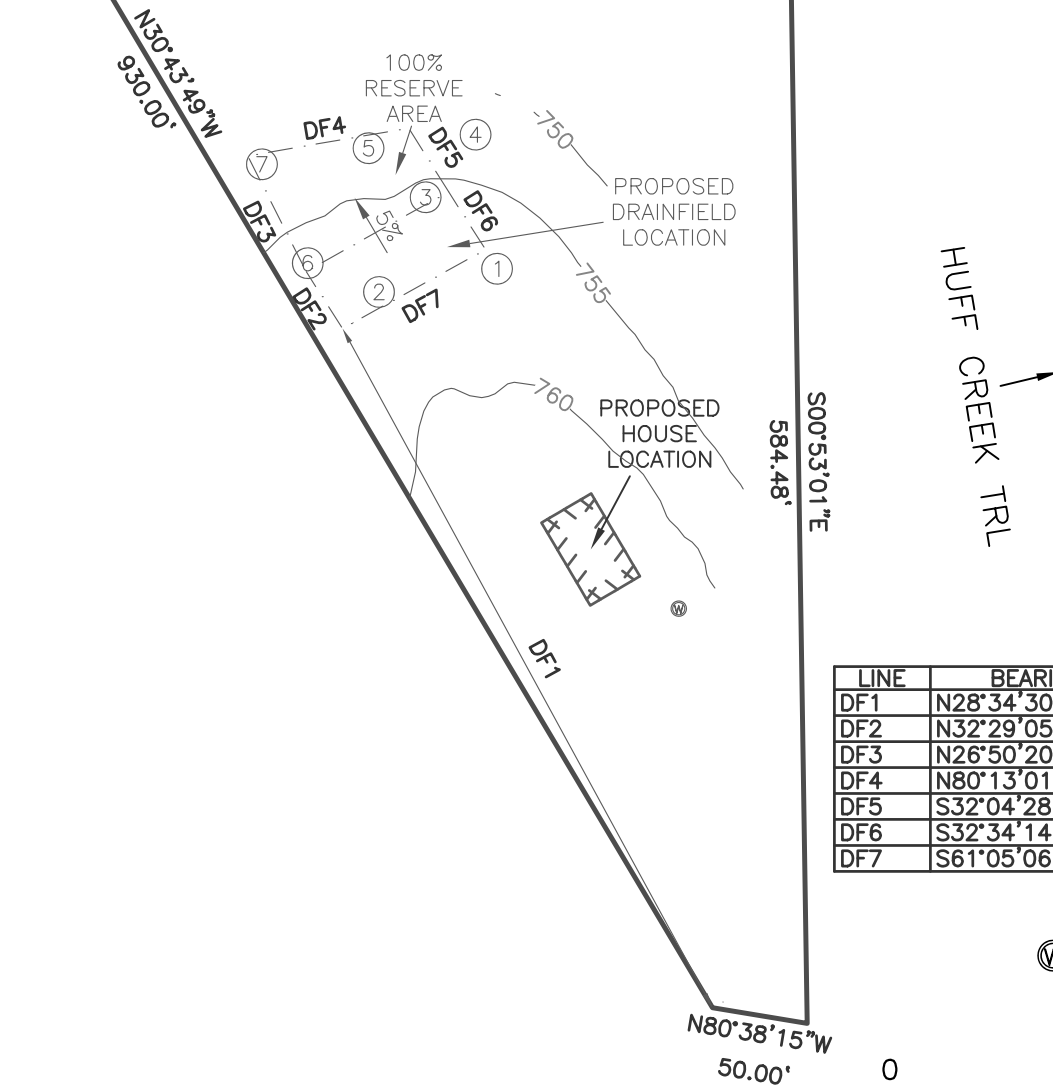 N30°43'49"W
930.00'
100%
RESERVE
AREA
DF4
5
DF5
4
-750
7
3
DF6
PROPOSED
DRAINFIELD
LOCATION
DF3
5%
6
1
DF2
2
DF7
755
HUFF CREEK TRL
760
PROPOSED
HOUSE
LOCATION
S00°53'01"E
584.48'
W
DF1
LINE BEARI
DF1 N28°34'30
DF2 N32°29'05
DF3 N26°50'20
DF4 N80°13'01
DF5 S32°04'28
DF6 S32°34'14
DF7 S61°05'06
W
N80°38'15"W
50.00'
0